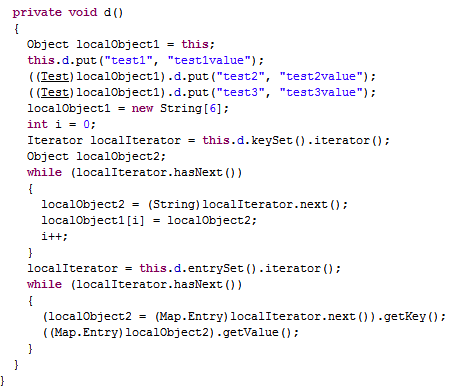 private void d()
{
Object localObject1 = this;
this.d.put("test1", "test1value");
((Test)localObject1).d.put("test2", "test2value");
((Test)localObject1).d.put("test3", "test3value");
localObject1 = new String[6];
int i = 0;
Iterator localIterator = this.d.keySet().iterator();
Object localObject2;
while (localIterator.hasNext())
{
localObject2 = (String)localIterator.next();
localObject1[i] = localObject2;
i++;
}
localIterator = this.d.entrySet().iterator();
while (localIterator.hasNext())
{
(localObject2 = (Map.Entry)localIterator.next()).getKey();
((Map.Entry)localObject2).getValue();
}
}
}